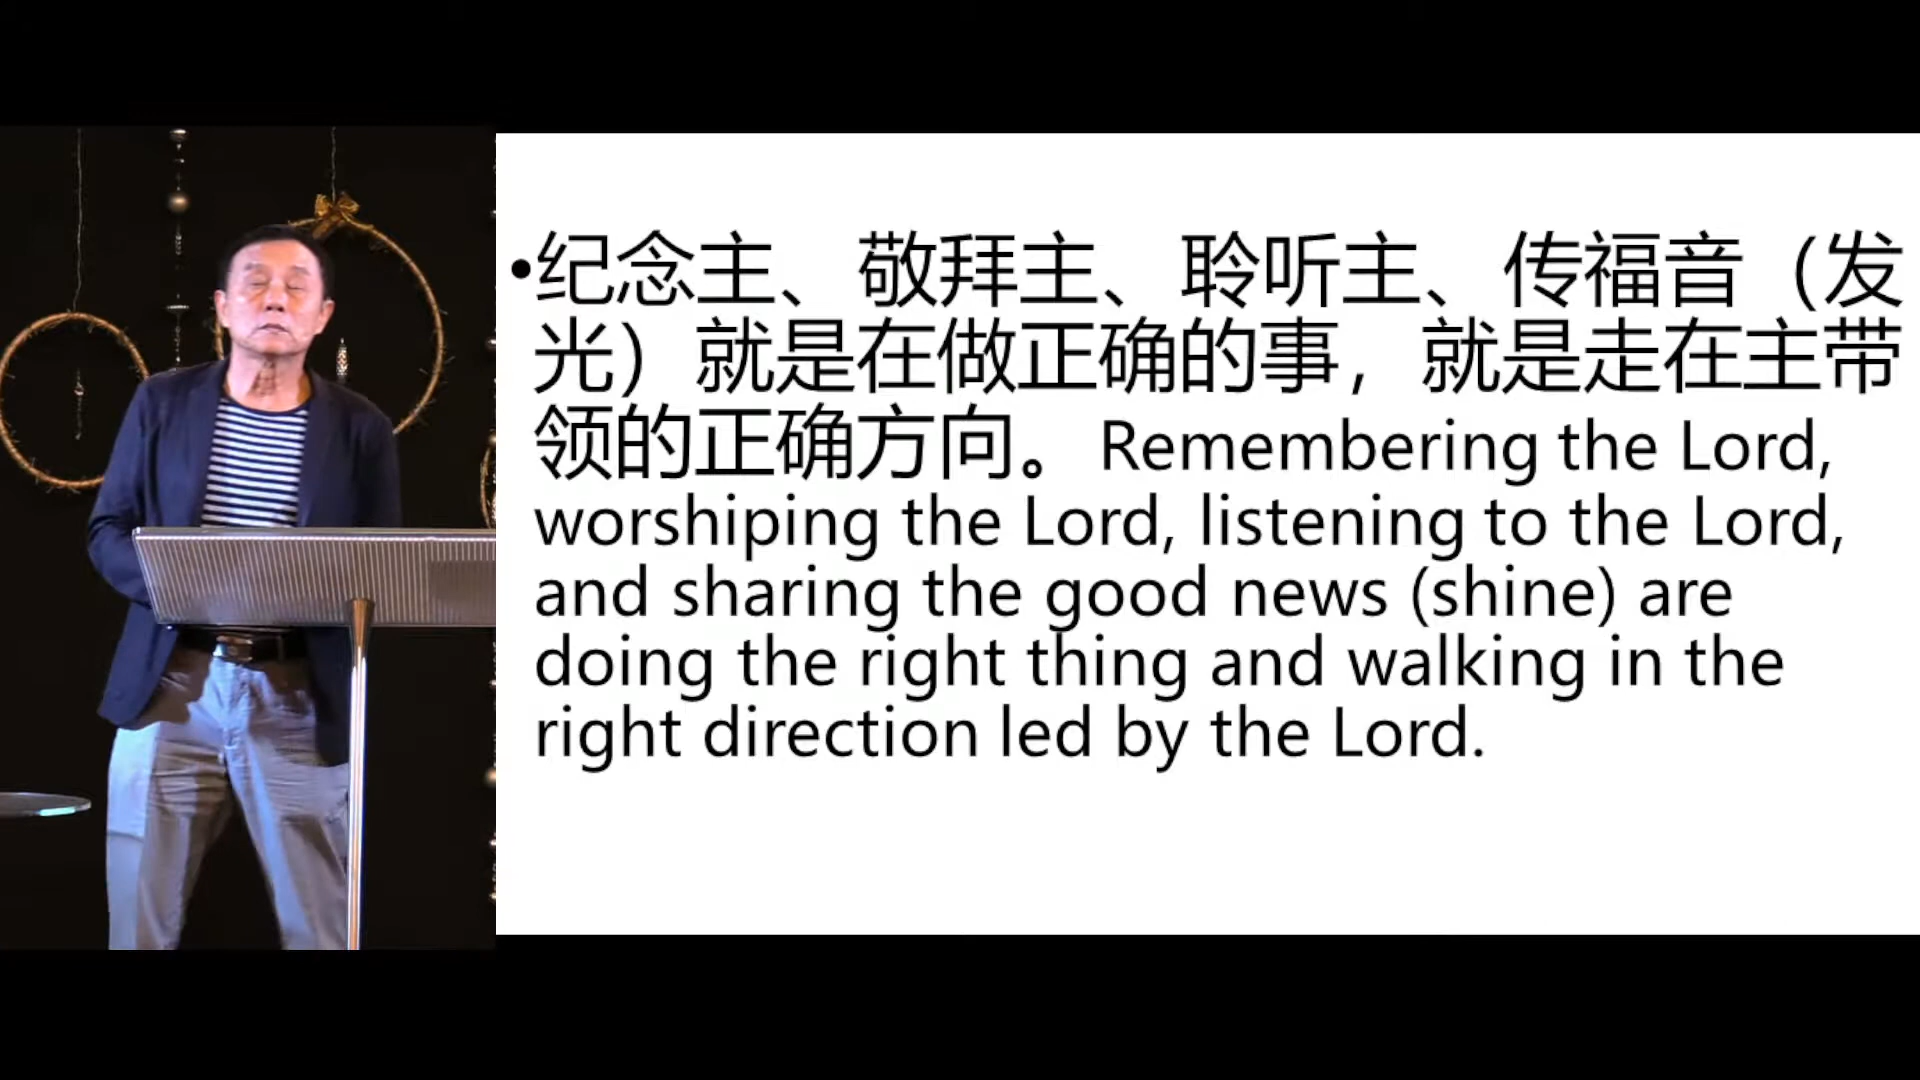 •纪念主、敬拜主、聆听主、传福音（发
光）就是在做正确的事，就是走在主带
领的正确方向。Remembering the Lord,
worshiping the Lord, listening to the Lord,
and sharing the good news (shine) are
doing the right thing and walking in the
right direction led by the Lord.